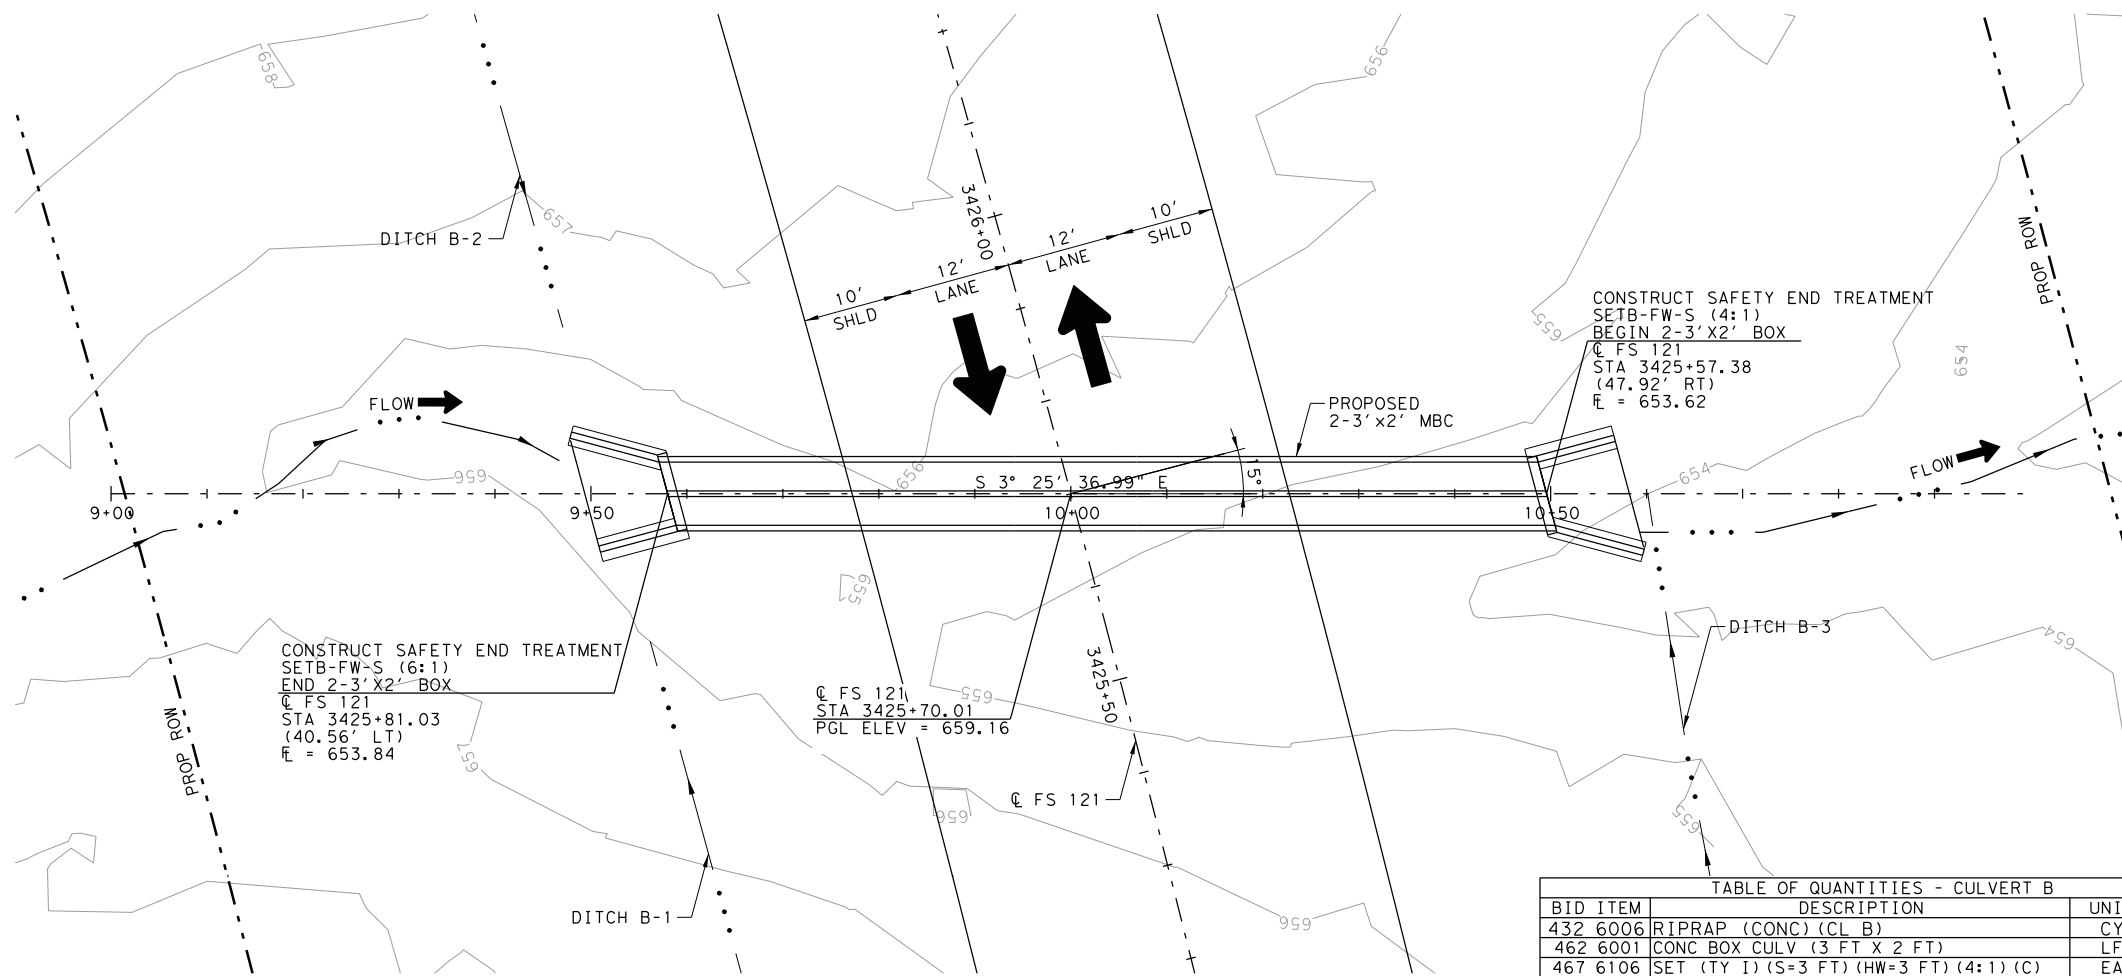 658
656
657
DITCH B-2
3426+00
10'
SHLD
12'
LANE
12'
LANE
10'
SHLD
PROP ROW
PROP ROW
655
654
CONSTRUCT SAFETY END TREATMENT
SETB-FW-S (4:1)
BEGIN 2-3'X2' BOX
℄ FS 121
STA 3425+57.38
(47.92' RT)
FL = 653.62
FLOW
PROPOSED
2-3'x2' MBC
FLOW
656
656
654
15°
S 3° 25' 36.99" E
9+00
9+50
10+00
10+50
655
DITCH B-3
654
CONSTRUCT SAFETY END TREATMENT
SETB-FW-S (6:1)
END 2-3'X2' BOX
℄ FS 121
STA 3425+81.03
(40.56' LT)
FL = 653.84
PROP ROW
657
℄ FS 121
STA 3425+70.01
PGL ELEV = 659.16
655
3425+50
℄ FS 121
656
655
DITCH B-1
656
TABLE OF QUANTITIES - CULVERT B
BID ITEM DESCRIPTION UNI
432 6006 RIPRAP (CONC)(CL B) CY
462 6001 CONC BOX CULV (3 FT X 2 FT) LF
467 6106 SET (TY I)(S=3 FT)(HW=3 FT)(4:1)(C) EA